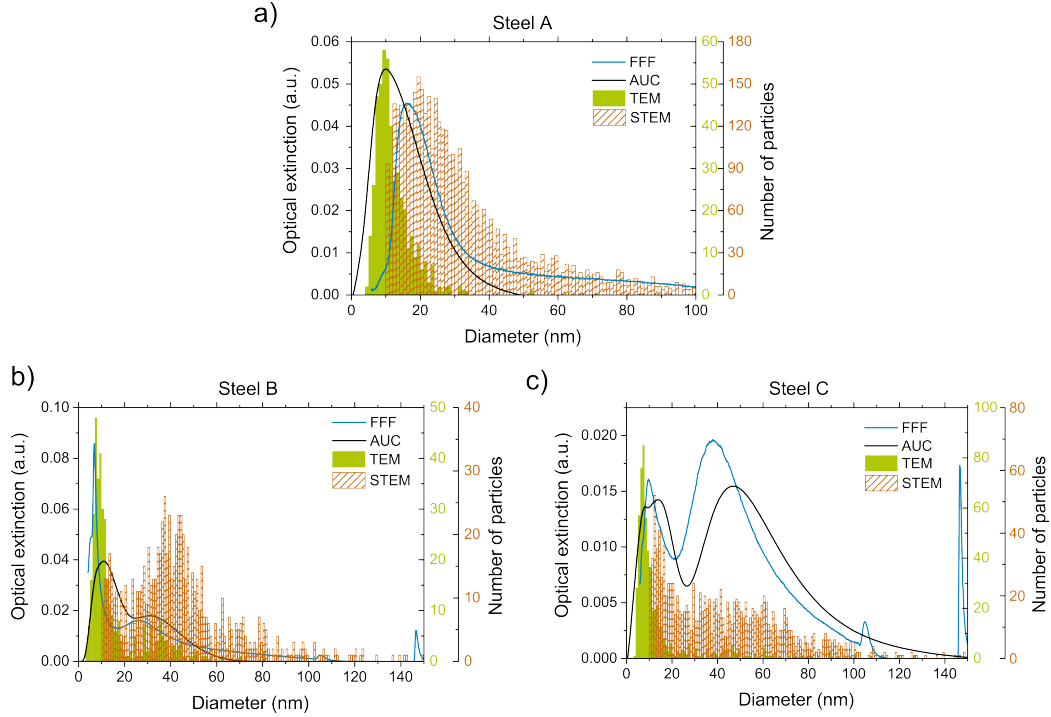 a)
Steel A
Optical extinction (a.u.)
0.06
0.05
0.04
0.03
0.02
0.01
0.00
FFF
AUC
TEM
STEM
60
50
40
30
20
10
0
180
150
120
90
60
30
0
Number of particles
0 20 40 60 80 100
Diameter (nm)
b)
Steel B
Optical extinction (a.u.)
0.10
0.08
0.06
0.04
0.02
0.00
FFF
AUC
TEM
STEM
50
40
30
20
10
0
40
30
20
10
0
Number of particles
0 20 40 60 80 100 120 140
Diameter (nm)
c)
Steel C
Optical extinction (a.u.)
0.020
0.015
0.010
0.005
0.000
FFF
AUC
TEM
STEM
100
80
60
40
20
0
80
60
40
20
0
Number of particles
0 20 40 60 80 100 120 140
Diameter (nm)